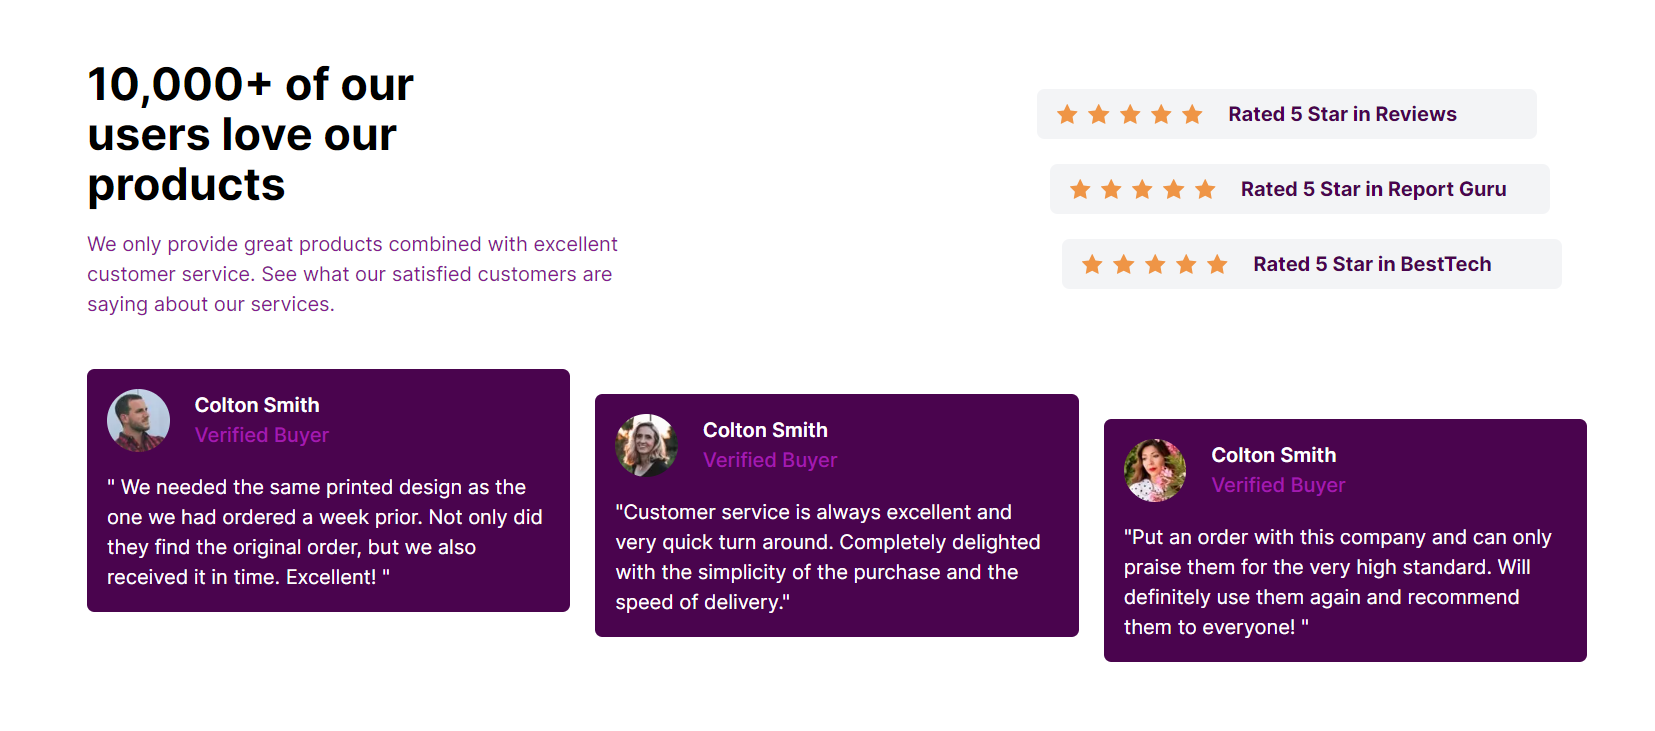 10,000+ of our
users love our
products
We only provide great products combined with excellent
customer service. See what our satisfied customers are
saying about our services.
Rated 5 Star in Reviews
Rated 5 Star in Report Guru
Rated 5 Star in BestTech
Colton Smith
Verified Buyer
" We needed the same printed design as the
one we had ordered a week prior. Not only did
they find the original order, but we also
received it in time. Excellent! "
Colton Smith
Verified Buyer
"Customer service is always excellent and
very quick turn around. Completely delighted
with the simplicity of the purchase and the
speed of delivery."
Colton Smith
Verified Buyer
"Put an order with this company and can only
praise them for the very high standard. Will
definitely use them again and recommend
them to everyone! "